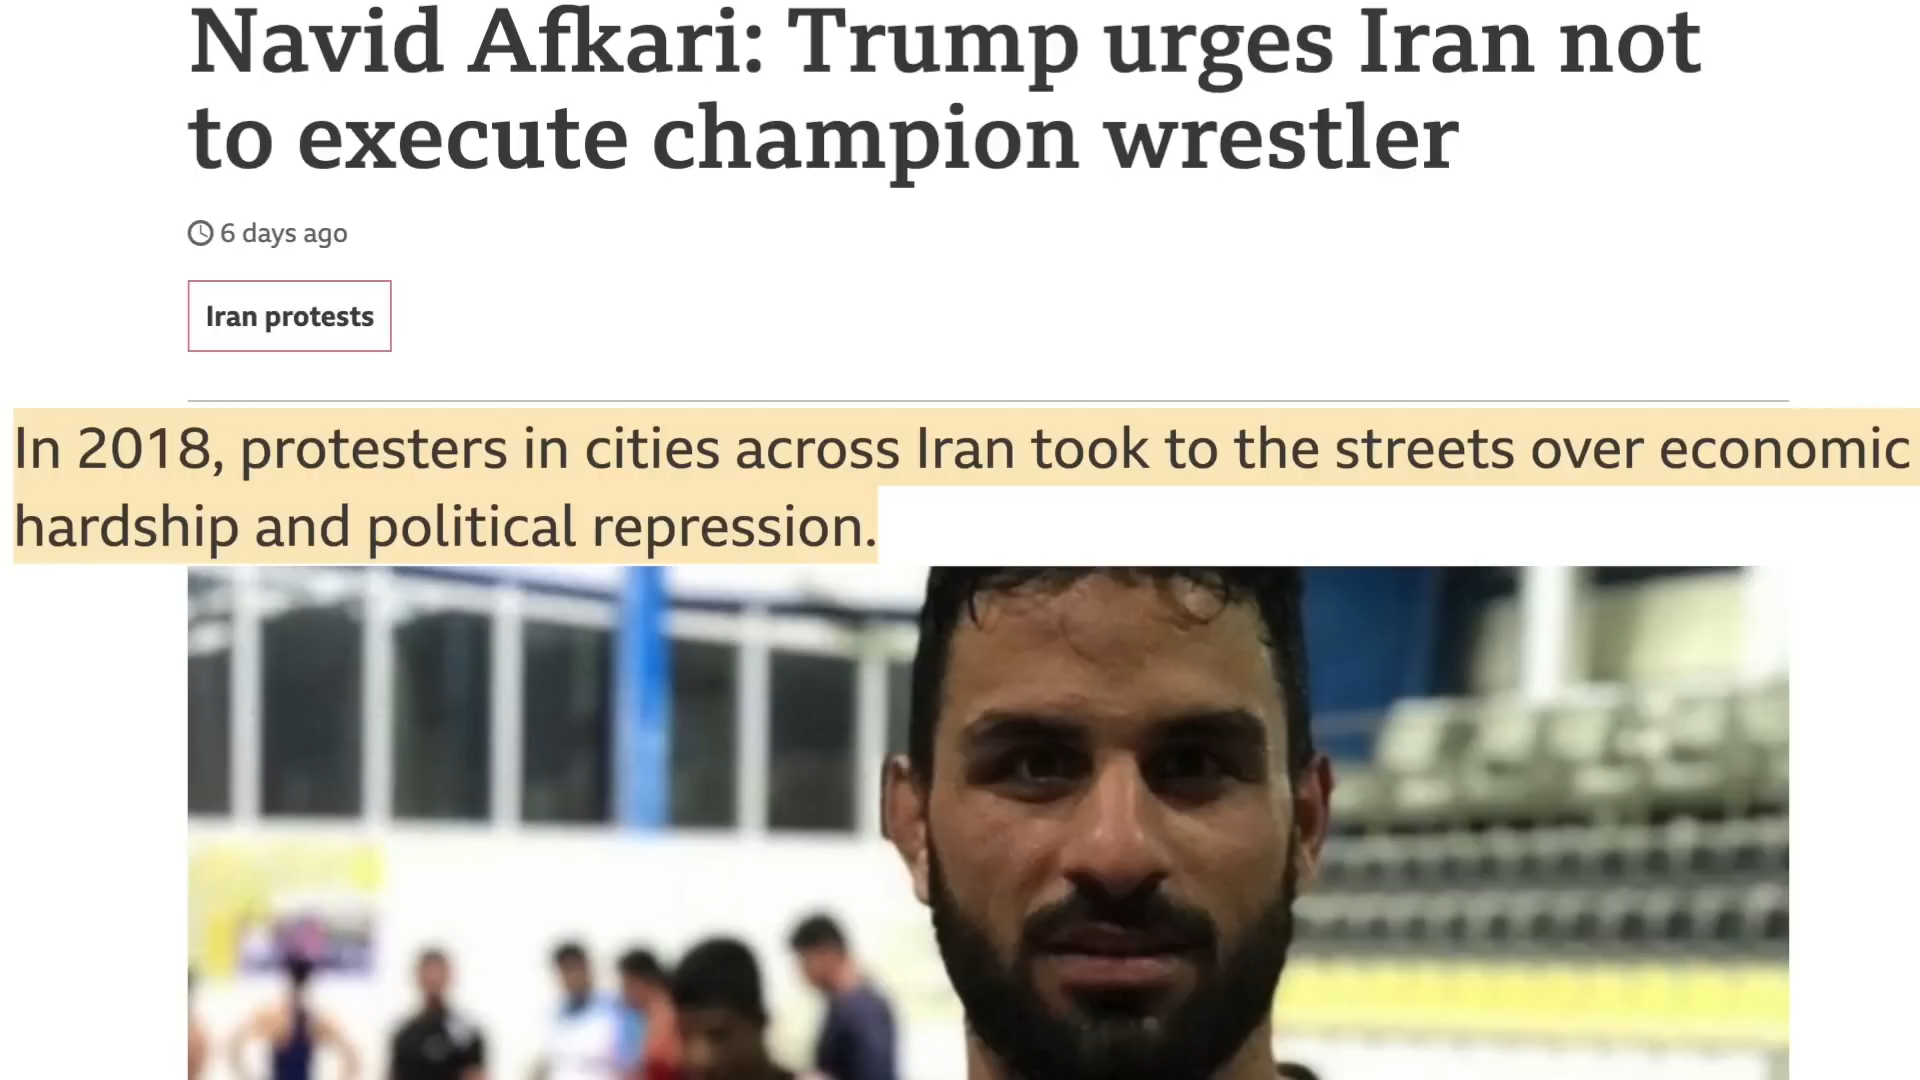 Navid Afkari: Trump urges Iran not
to execute champion wrestler
6 days ago
Iran protests
In 2018, protesters in cities across Iran took to the streets over economic
hardship and political repression.